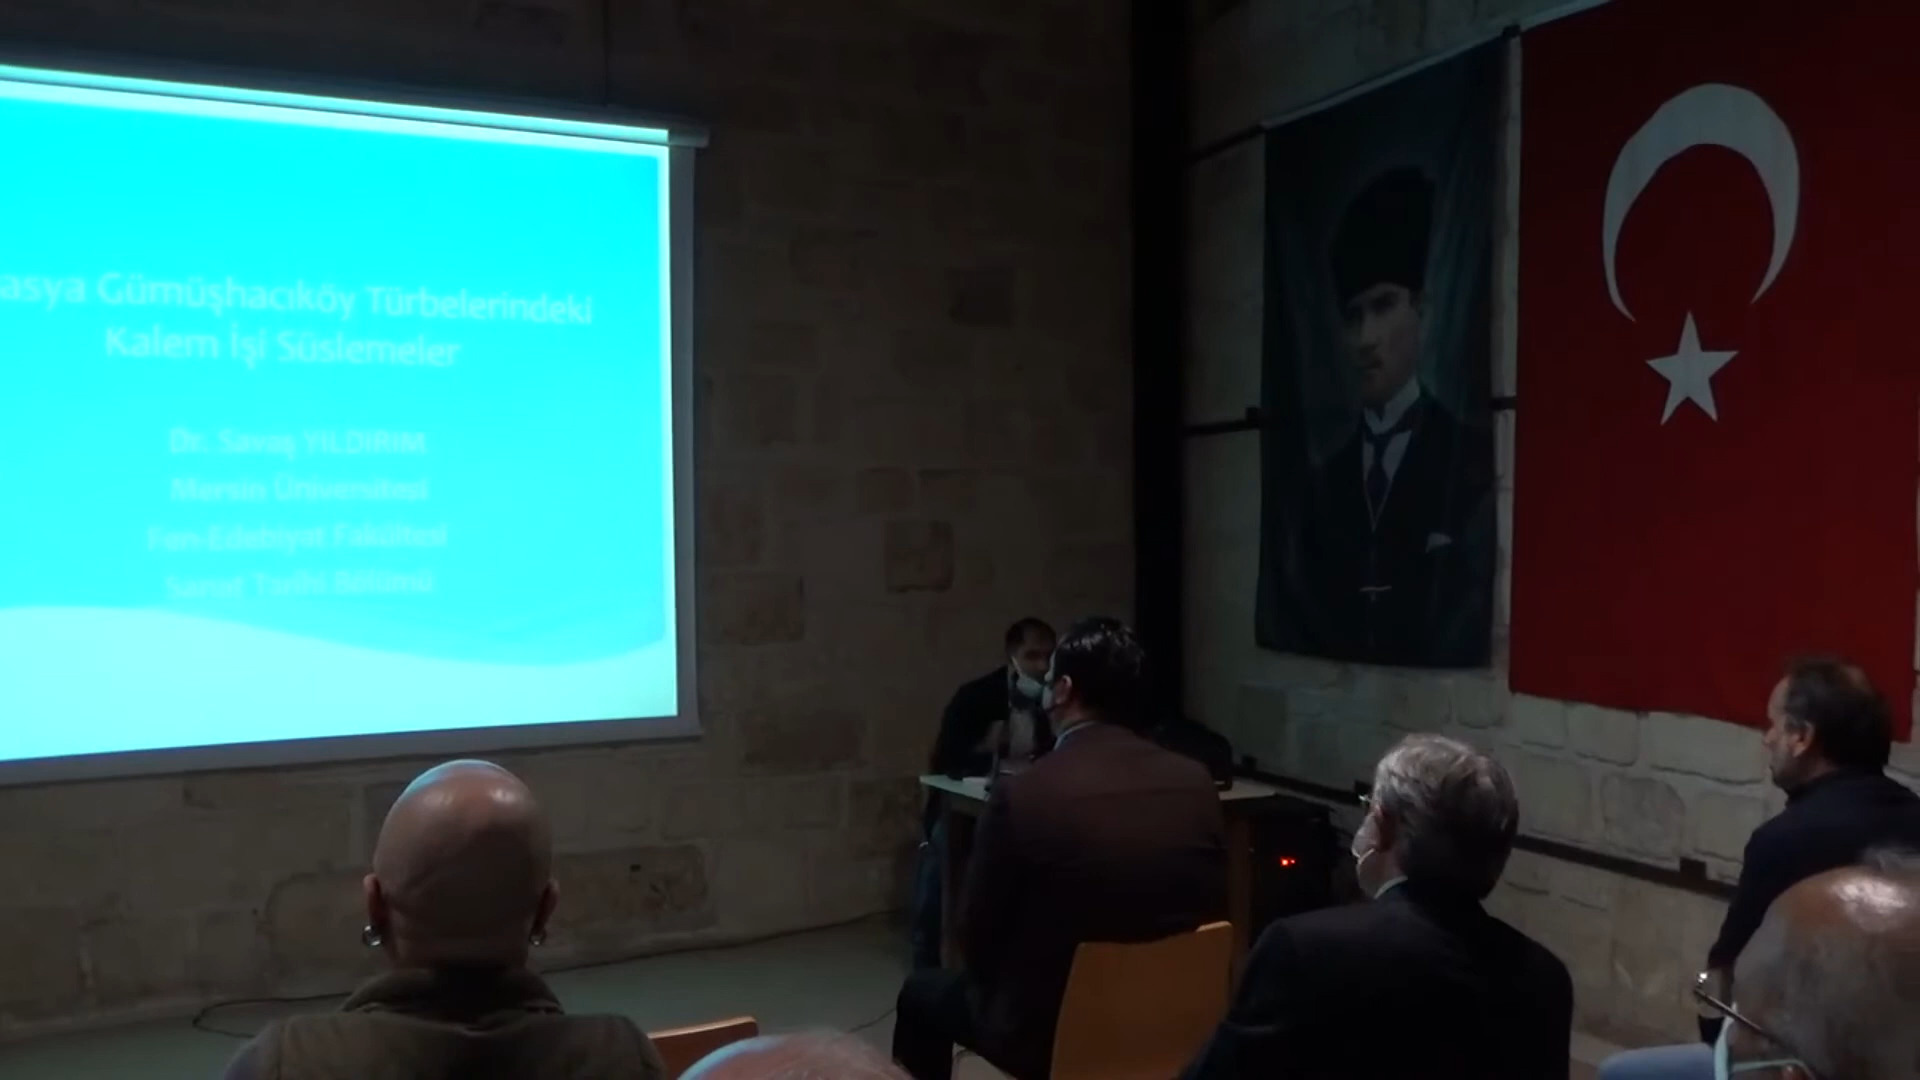 asya Gümüşhacıköy Türbelerindeki
Kalem İşi Süslemeler
Dr. Savaş YILDIRIM
Mersin Üniversitesi
Fen-Edebiyat Fakültesi
Sanat Tarihi Bölümü